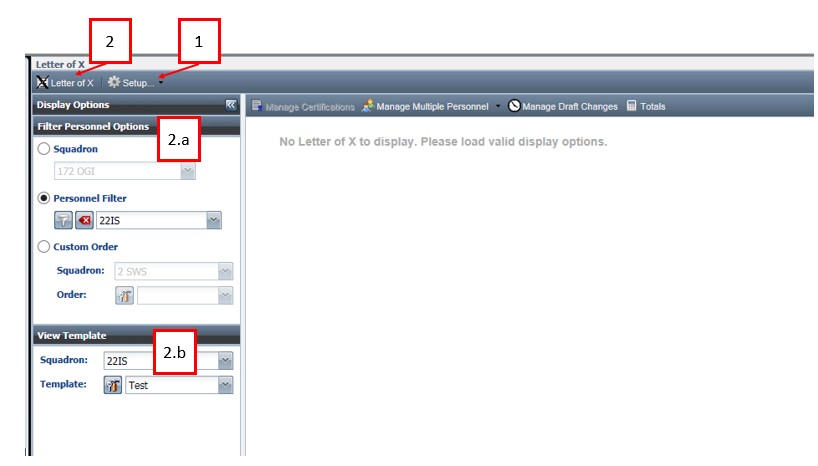 2
1
Letter of X
Letter of X
Setup...
Display Options
Manage Certifications
Manage Multiple Personnel
Manage Draft Changes
Totals
Filter Personnel Options
2.a
Squadron
172 OGI
No Letter of X to display. Please load valid display options.
Personnel Filter
22IS
Custom Order
Squadron: 2 SWS
Order:
View Template
2.b
Squadron: 22IS
Template: Test